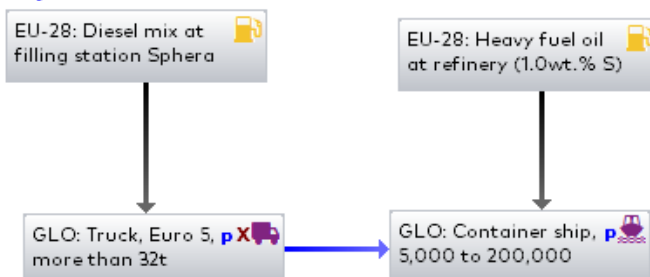 EU-28: Diesel mix at
filling station Sphera
EU-28: Heavy fuel oil
at refinery (1.0wt.% S)
GLO: Truck, Euro 5, p X
more than 32t
GLO: Container ship, p
5,000 to 200,000